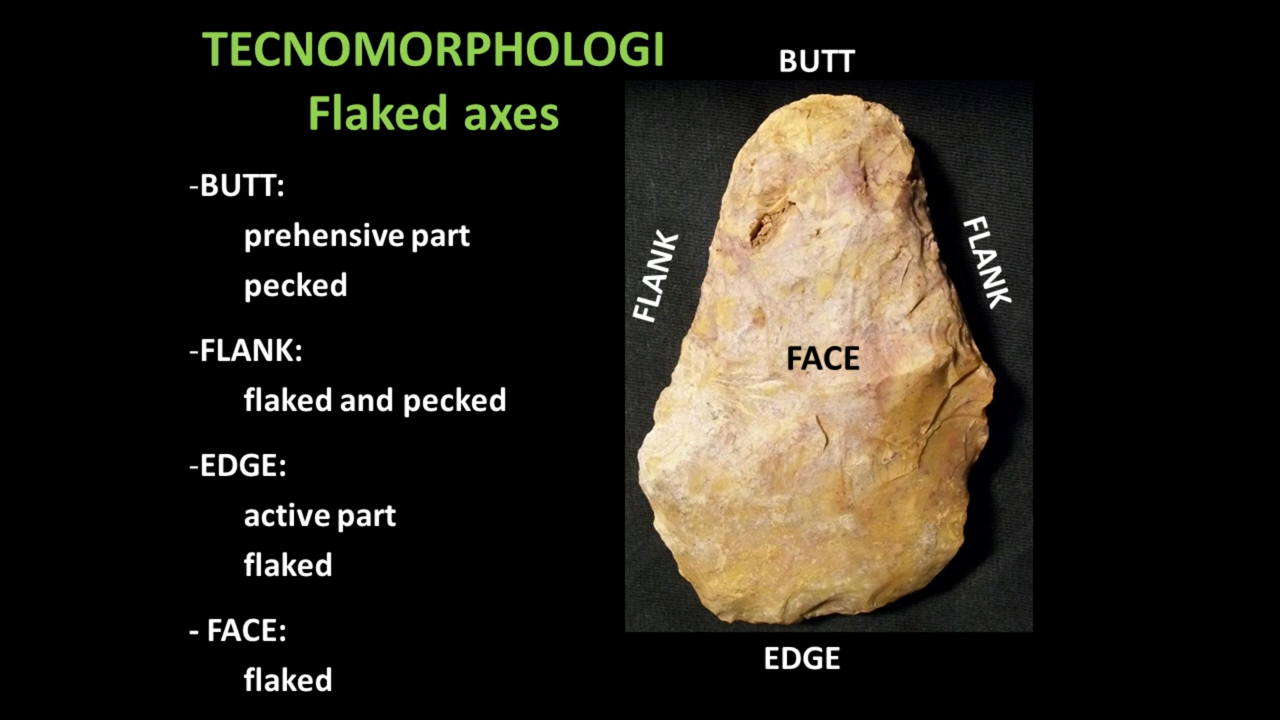 TECNOMORPHOLOGI
Flaked axes
-BUTT:
prehensive part
pecked
-FLANK:
flaked and pecked
-EDGE:
active part
flaked
- FACE:
flaked
BUTT
FLANK
FLANK
FACE
EDGE